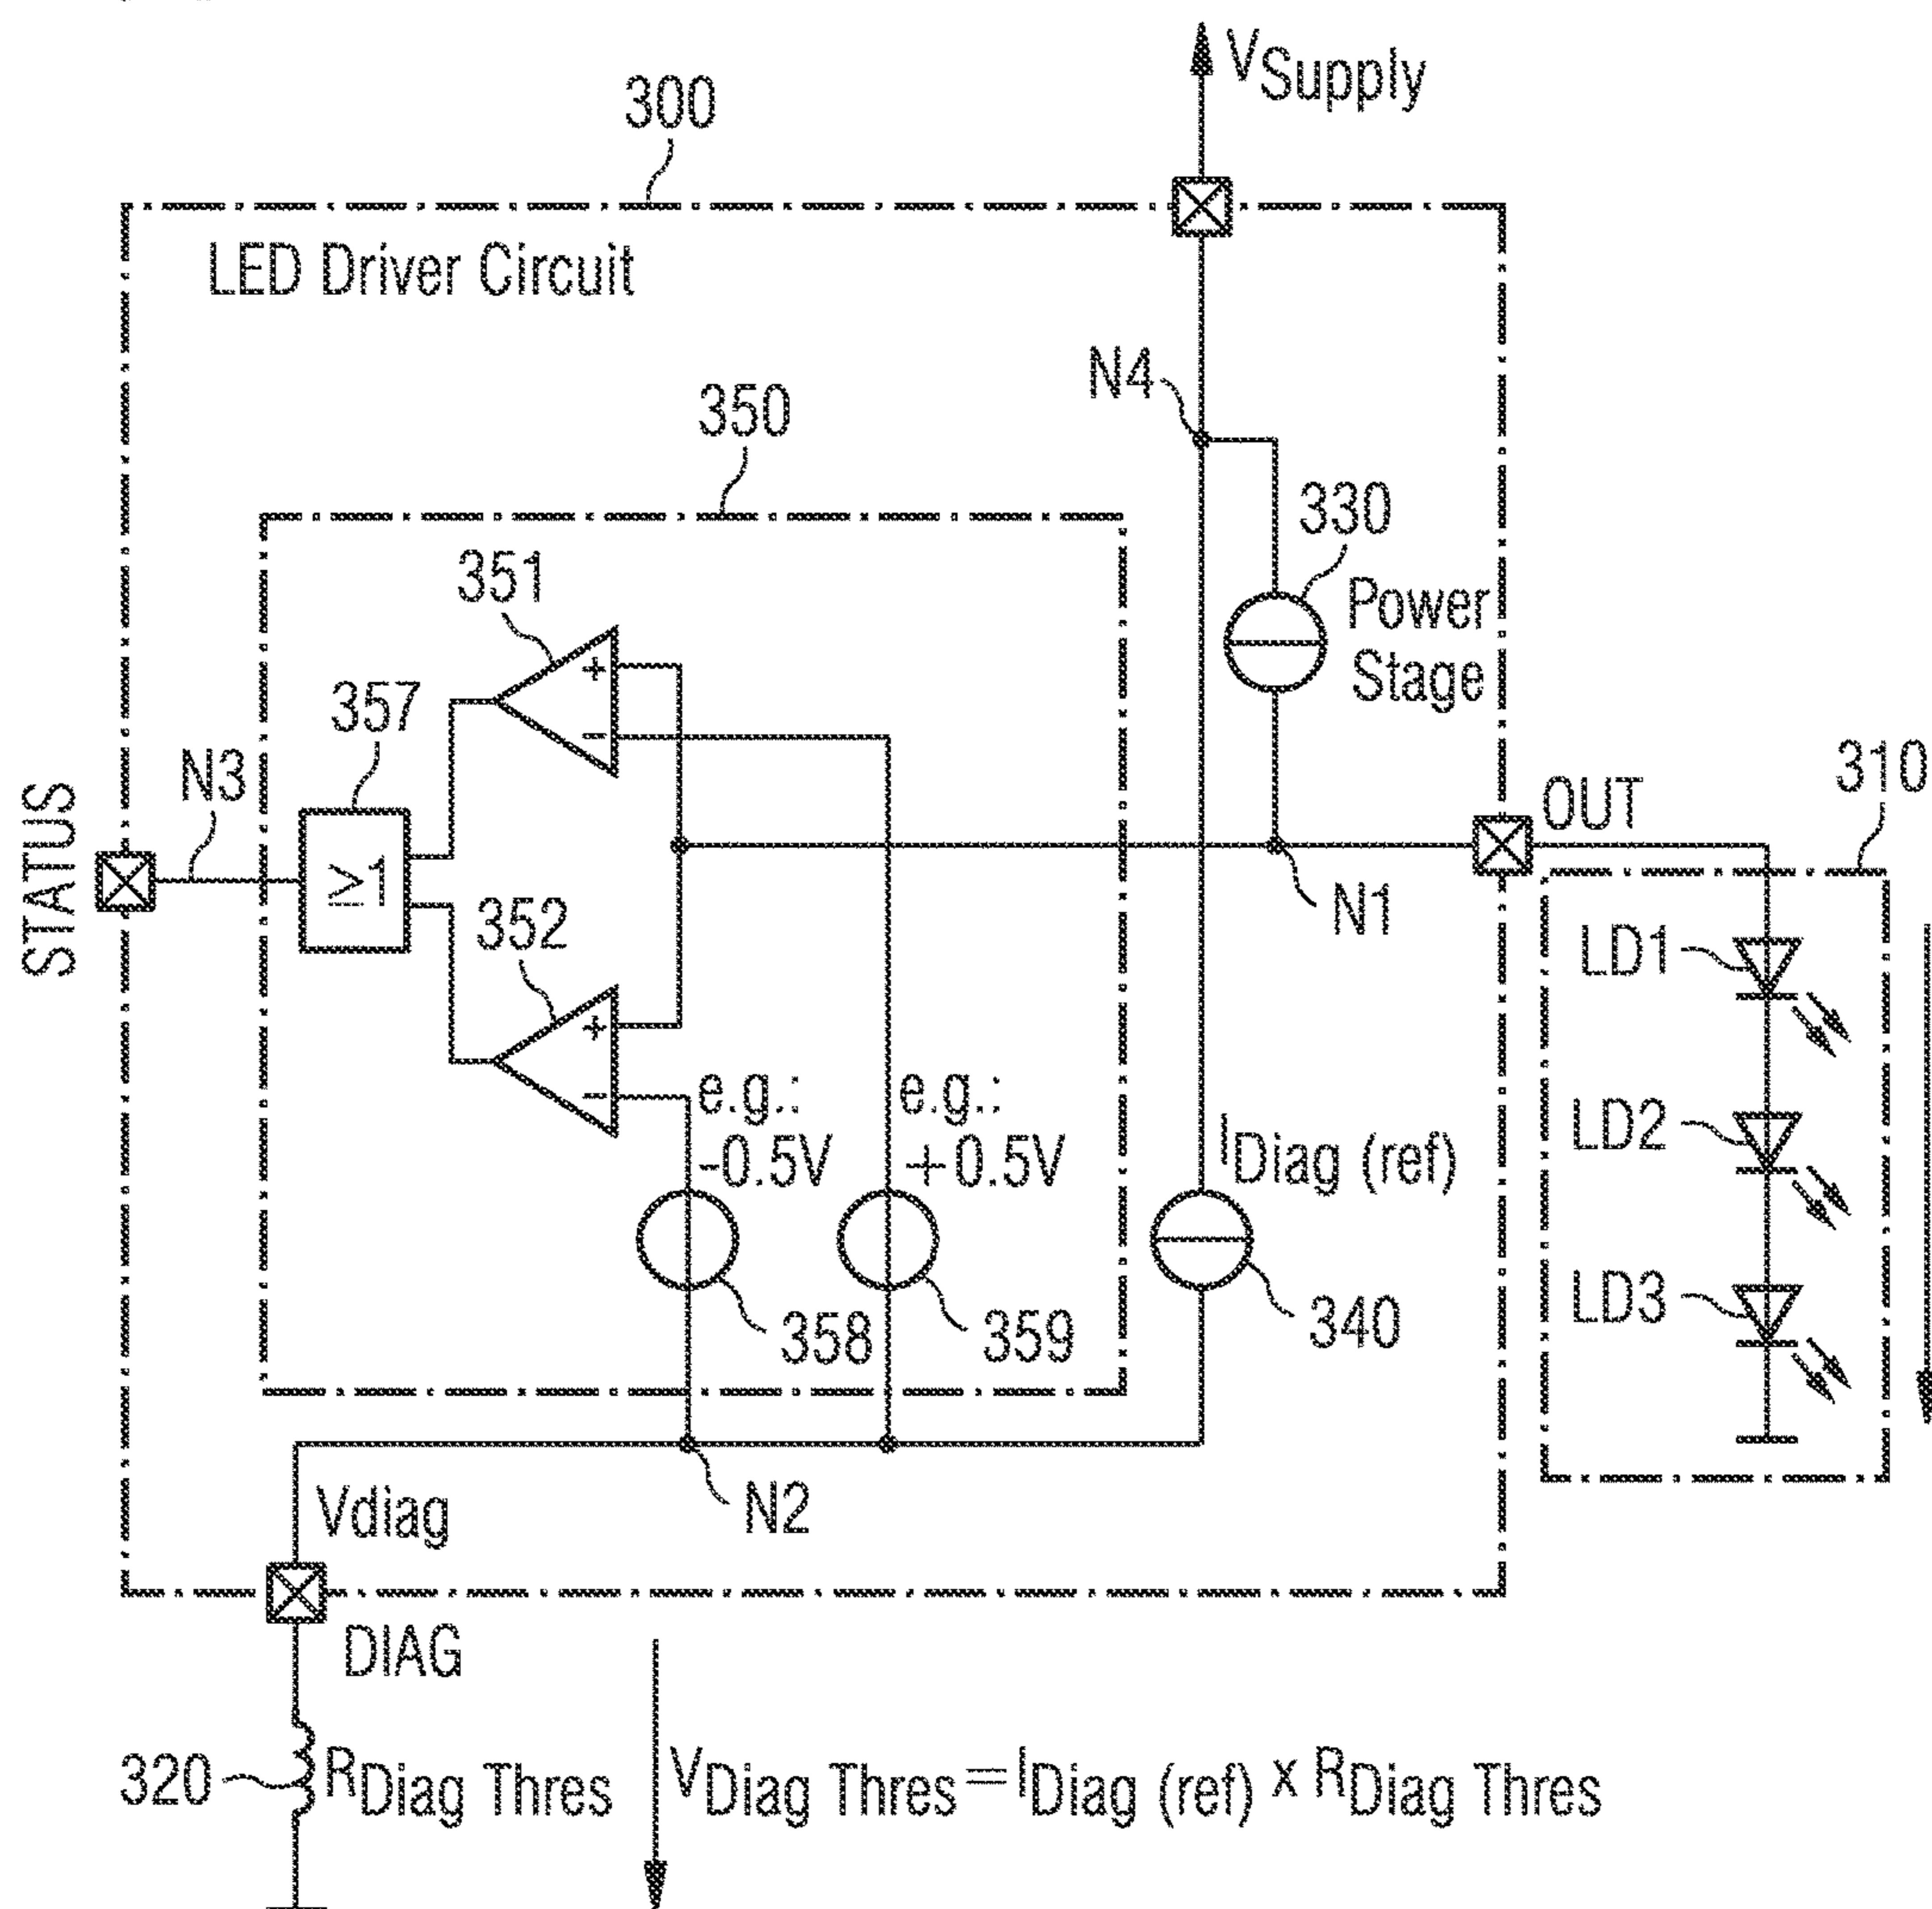 VSupply
300
LED Driver Circuit
N4
350
330
Power
Stage
351
+
−
357
N3
STATUS
≥1
OUT
310
N1
352
+
−
LD1
e.g.:
-0.5V
e.g.:
+0.5V
LD2
IDiag (ref)
LD3
358
359
340
N2
Vdiag
DIAG
320
RDiag Thres
VDiag Thres=IDiag (ref) x RDiag Thres